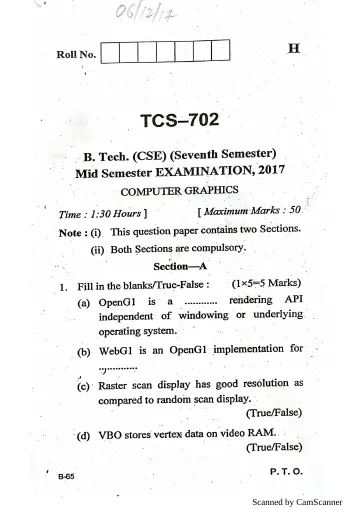 06/12/17
Roll No.
H
TCS–702
B. Tech. (CSE) (Seventh Semester)
Mid Semester EXAMINATION, 2017
COMPUTER GRAPHICS
Time : 1:30 Hours ] [ Maximum Marks : 50
Note : (i) This question paper contains two Sections.
(ii) Both Sections are compulsory.
Section—A
1. Fill in the blanks/True-False : (1×5=5 Marks)
(a) OpenG1 is a ............ rendering API
independent of windowing or underlying
operating system.
(b) WebG1 is an OpenG1 implementation for
............
(c) Raster scan display has good resolution as
compared to random scan display.
(True/False)
(d) VBO stores vertex data on video RAM.
(True/False)
B-65 P. T. O.
Scanned by CamScanner